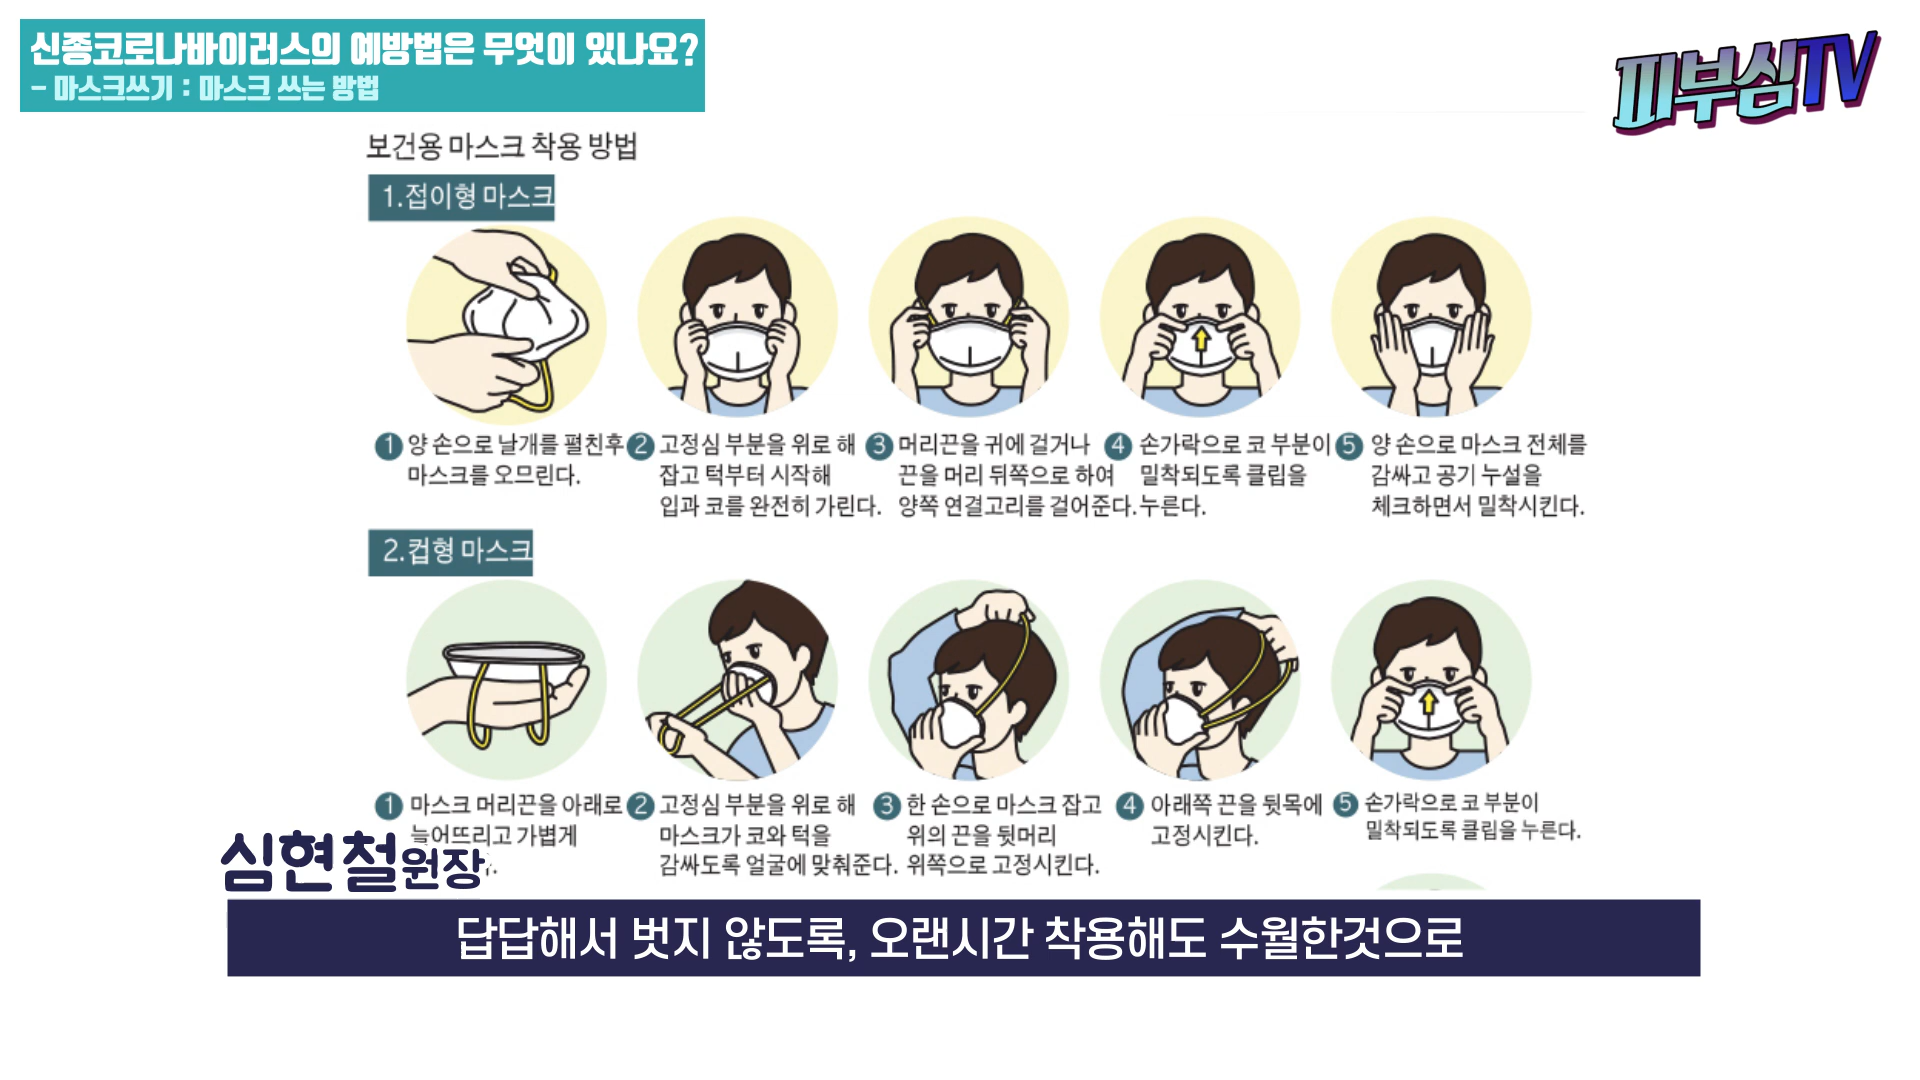 신종코로나바이러스의 예방법은 무엇이 있나요?
- 마스크쓰기 : 마스크 쓰는 방법
피부심TV
보건용 마스크 착용 방법
1.접이형 마스크
1 양 손으로 날개를 펼친후
마스크를 오므린다.
2 고정심 부분을 위로 해
잡고 턱부터 시작해
입과 코를 완전히 가린다.
3 머리끈을 귀에 걸거나
끈을 머리 뒤쪽으로 하여
양쪽 연결고리를 걸어준다.
4 손가락으로 코 부분이
밀착되도록 클립을
누른다.
5 양 손으로 마스크 전체를
감싸고 공기 누설을
체크하면서 밀착시킨다.
2.컵형 마스크
1 마스크 머리끈을 아래로
늘어뜨리고 가볍게
2 고정심 부분을 위로 해
마스크가 코와 턱을
감싸도록 얼굴에 맞춰준다.
3 한 손으로 마스크 잡고
위의 끈을 뒷머리
위쪽으로 고정시킨다.
4 아래쪽 끈을 뒷목에
고정시킨다.
5 손가락으로 코 부분이
밀착되도록 클립을 누른다.
심현철원장
답답해서 벗지 않도록, 오랜시간 착용해도 수월한것으로